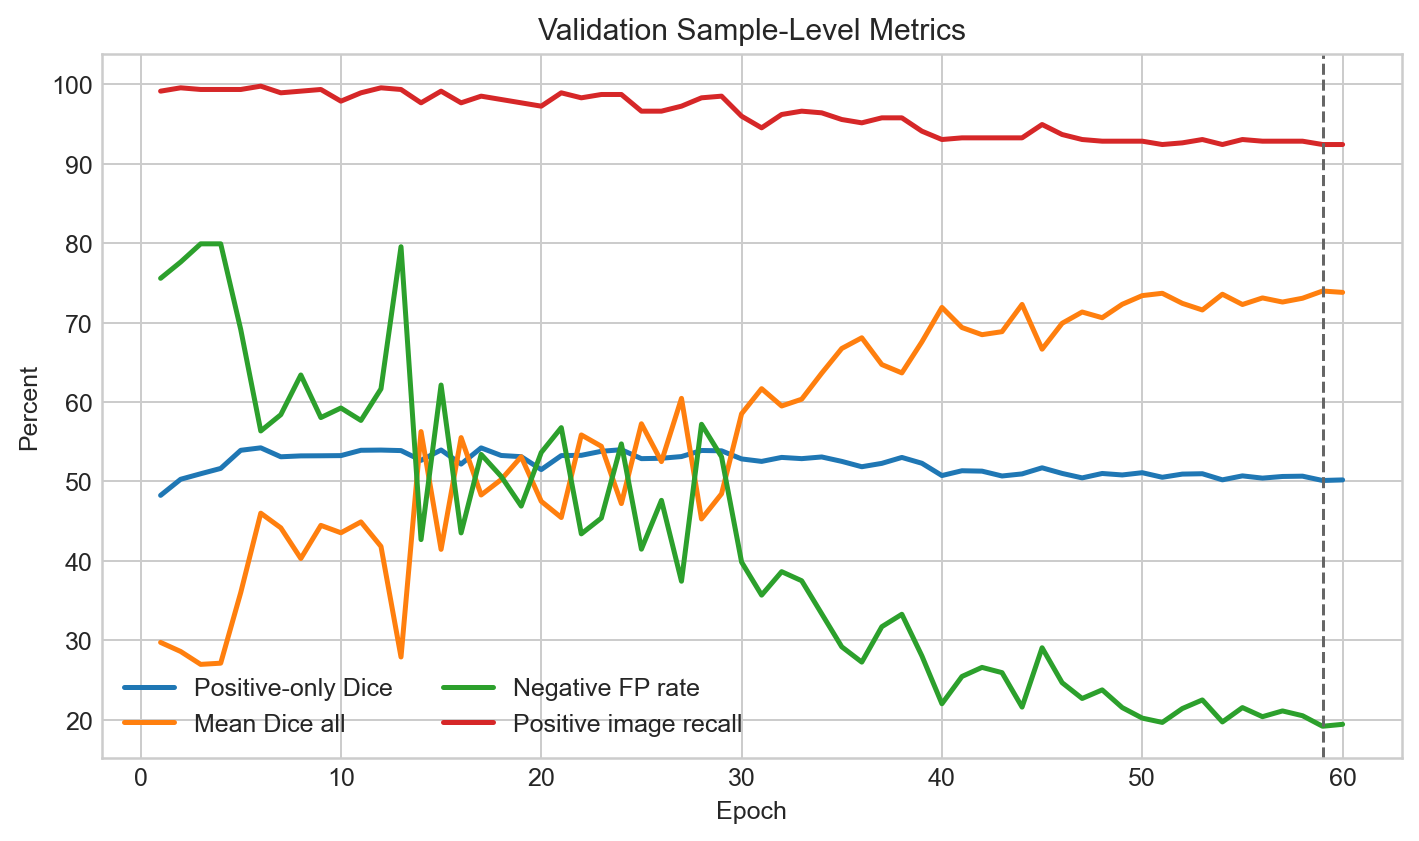 Validation Sample-Level Metrics
Percent
100
90
80
70
60
50
40
30
20
Positive-only Dice
Negative FP rate
Mean Dice all
Positive image recall
0 10 20 30 40 50 60
Epoch